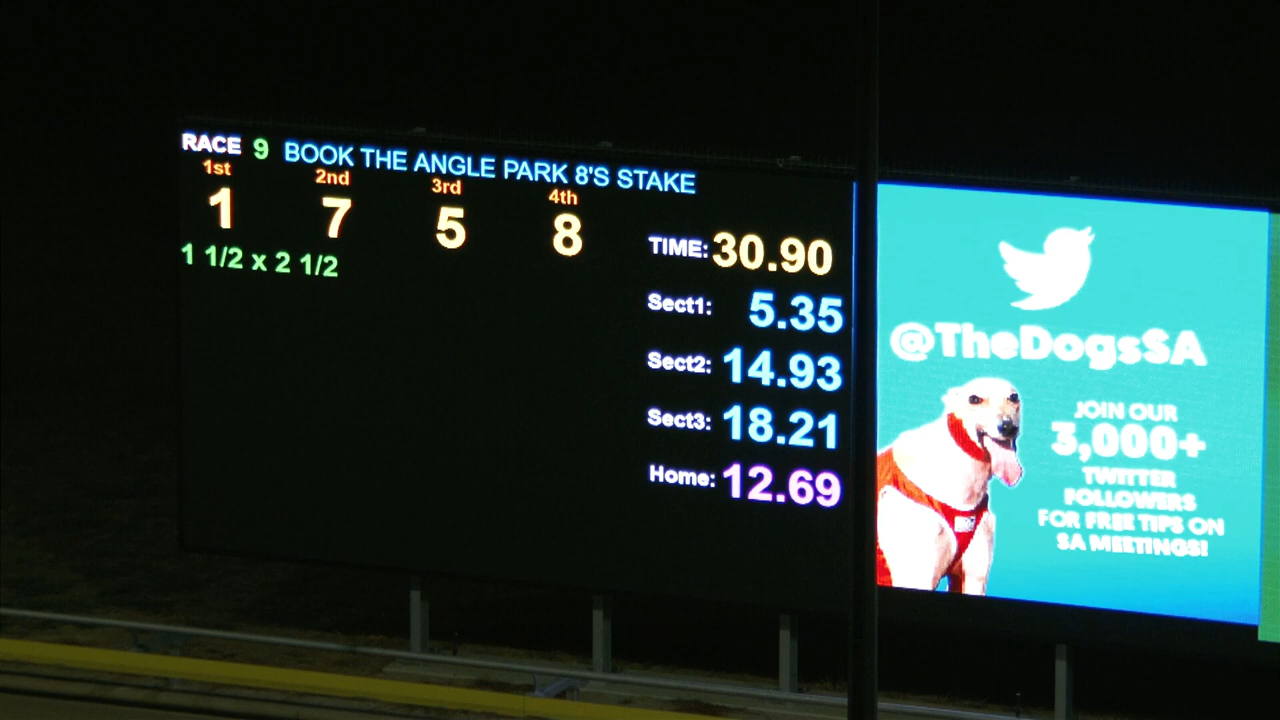 RACE 9 BOOK THE ANGLE PARK 8'S STAKE
1st 2nd 3rd 4th
1 7 5 8
1 1/2 x 2 1/2
TIME: 30.90
Sect1: 5.35
Sect2: 14.93
Sect3: 18.21
Home: 12.69
@TheDogsSA
JOIN OUR
3,000+
TWITTER
FOLLOWERS
FOR FREE TIPS ON
SA MEETINGS!